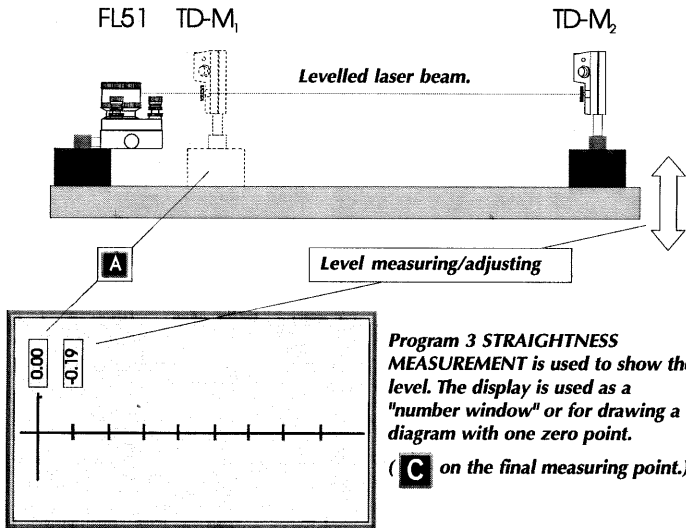 FL51 TD-M₁ TD-M₂
Levelled laser beam.
A
Level measuring/adjusting
0.00
-0.19
Program 3 STRAIGHTNESS
MEASUREMENT is used to show the
level. The display is used as a
"number window" or for drawing a
diagram with one zero point.
( C on the final measuring point.)